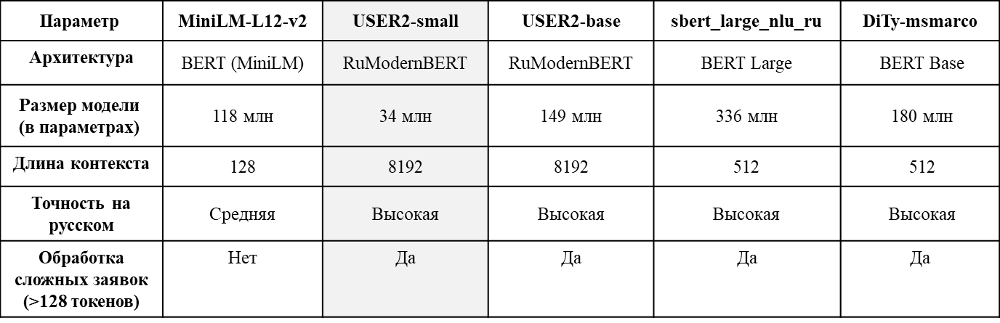 Параметр MiniLM-L12-v2 USER2-small USER2-base sbert_large_nlu_ru DiTy-msmarco
Архитектура BERT (MiniLM) RuModernBERT RuModernBERT BERT Large BERT Base
Размер модели
(в параметрах) 118 млн 34 млн 149 млн 336 млн 180 млн
Длина контекста 128 8192 8192 512 512
Точность на
русском Средняя Высокая Высокая Высокая Высокая
Обработка Нет Да Да Да Да
сложных заявок
(>128 токенов)